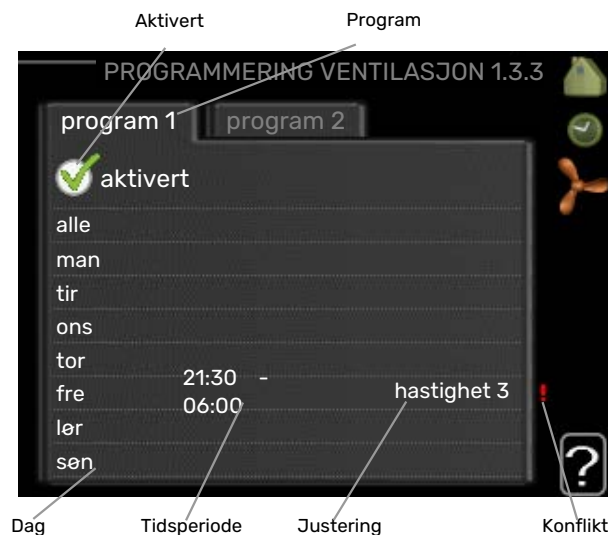 Aktivert Program
PROGRAMMERING VENTILASJON 1.3.3
program 1 program 2
aktivert
alle
man
tir
ons
tor
fre 21:30 - hastighet 3 !
06:00
lør
søn
?
Dag Tidsperiode Justering Konflikt